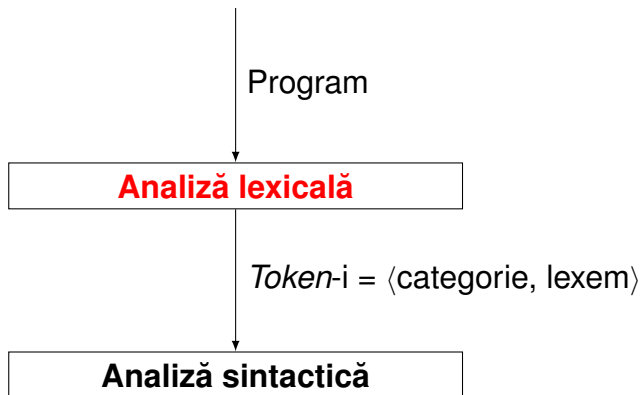 Program
Analiză lexicală
Token-i = ⟨categorie, lexem⟩
Analiză sintactică